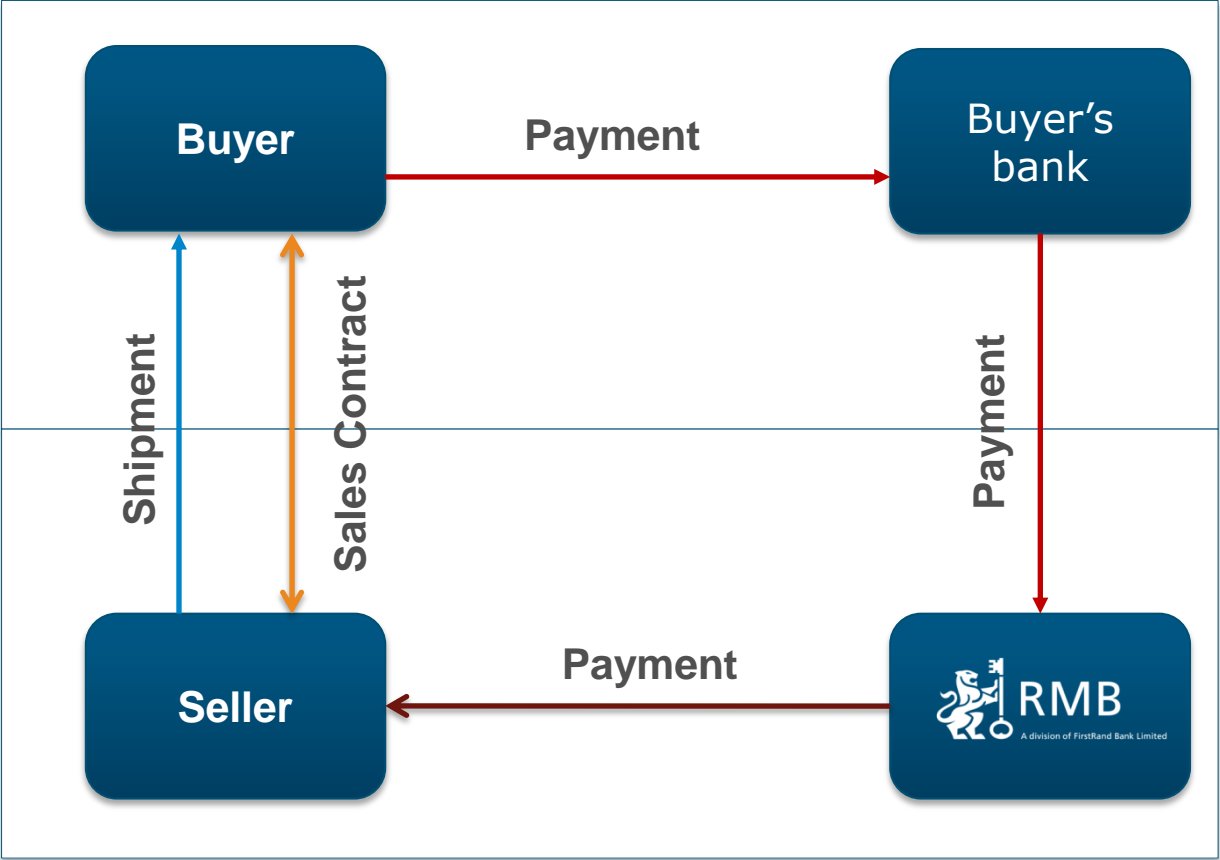 Buyer
Payment
Buyer's
bank
Shipment
Sales Contract
Payment
Seller
Payment
RMB
A division of FirstRand Bank Limited